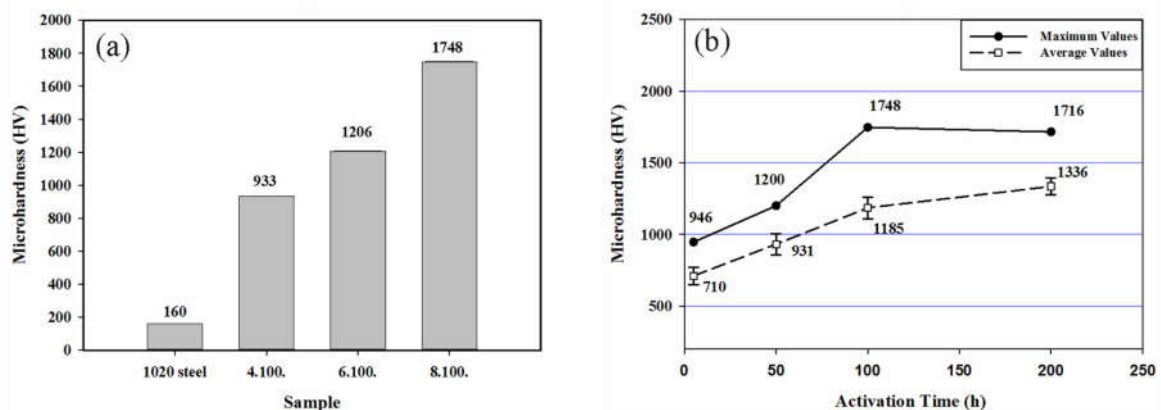 (a)
Microhardness (HV)
2000
1800
1600
1400
1200
1000
800
600
400
200
0
160
933
1206
1748
1020 steel 4.100. 6.100. 8.100.
Sample
(b)
Microhardness (HV)
2500
2000
1500
1000
500
Maximum Values
Average Values
946
1200
1748
1716
710
931
1185
1336
0 50 100 150 200 250
Activation Time (h)